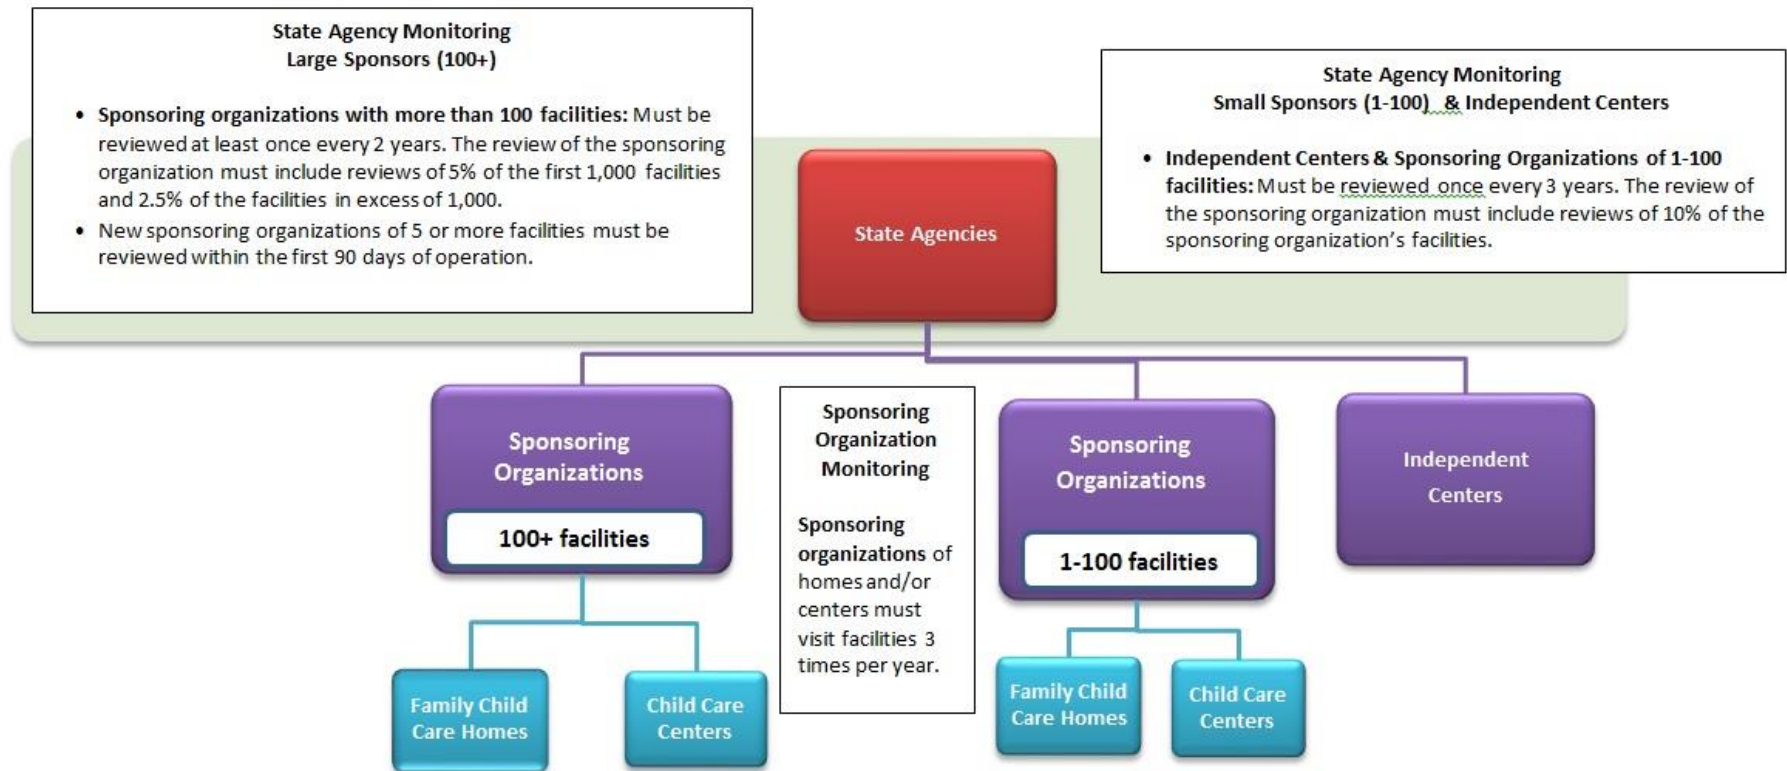 State Agency Monitoring
Large Sponsors (100+)
• Sponsoring organizations with more than 100 facilities: Must be
reviewed at least once every 2 years. The review of the sponsoring
organization must include reviews of 5% of the first 1,000 facilities
and 2.5% of the facilities in excess of 1,000.
• New sponsoring organizations of 5 or more facilities must be
reviewed within the first 90 days of operation.
State Agencies
State Agency Monitoring
Small Sponsors (1-100) & Independent Centers
• Independent Centers & Sponsoring Organizations of 1-100
facilities: Must be reviewed once every 3 years. The review of
the sponsoring organization must include reviews of 10% of the
sponsoring organization's facilities.
Sponsoring
Organizations
100+ facilities
Sponsoring
Organization
Monitoring
Sponsoring
organizations of
homes and/or
centers must
visit facilities 3
times per year.
Sponsoring
Organizations
1-100 facilities
Independent
Centers
Family Child
Care Homes
Child Care
Centers
Family Child
Care Homes
Child Care
Centers